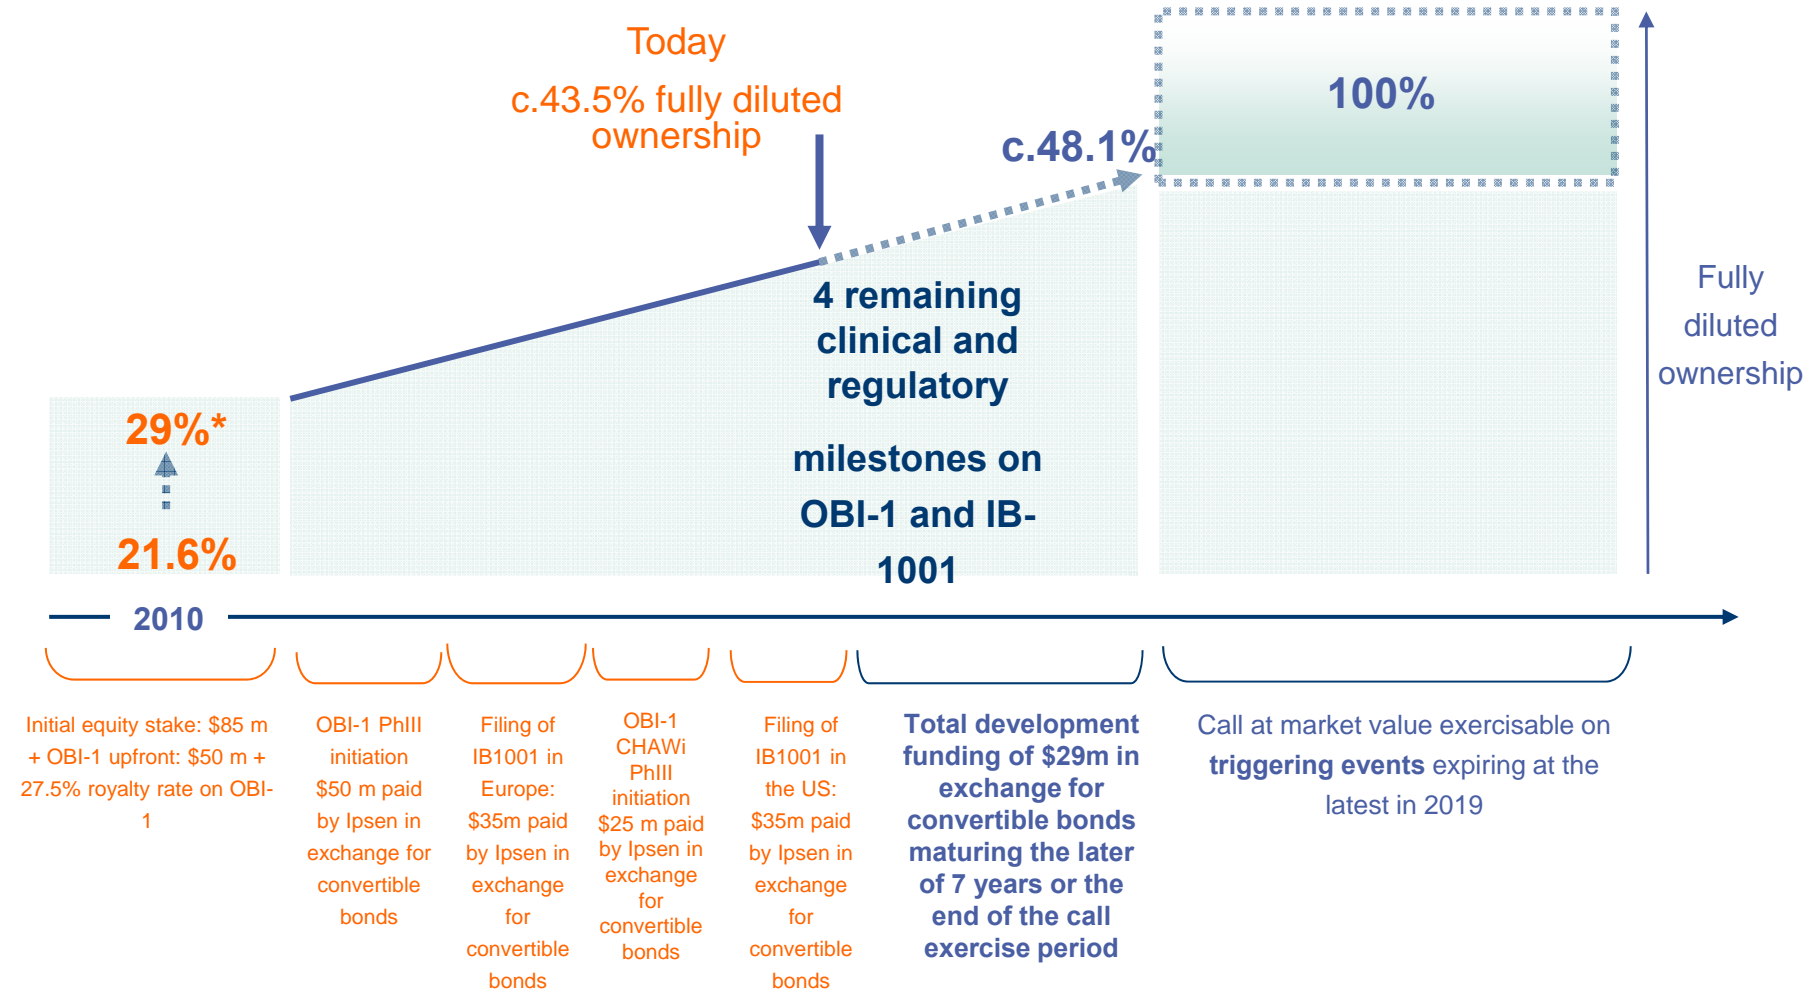 Today
c.43.5% fully diluted
ownership
c.48.1%
100%
Fully
diluted
ownership
4 remaining
clinical and
regulatory
milestones on
OBI-1 and IB-
1001
29%*
21.6%
2010
Initial equity stake: $85 m
+ OBI-1 upfront: $50 m +
27.5% royalty rate on OBI-
1
OBI-1 PhIII
initiation
$50 m paid
by Ipsen in
exchange for
convertible
bonds
Filing of
IB1001 in
Europe:
$35m paid
by Ipsen in
exchange
for
convertible
bonds
OBI-1
CHAWi
PhIII
initiation
$25 m paid
by Ipsen in
exchange
for
convertible
bonds
Filing of
IB1001 in
the US:
$35m paid
by Ipsen in
exchange
for
convertible
bonds
Total development
funding of $29m in
exchange for
convertible bonds
maturing the later
of 7 years or the
end of the call
exercise period
Call at market value exercisable on
triggering events expiring at the
latest in 2019